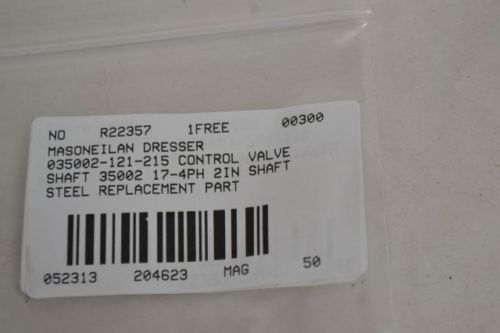 NO R22357 1FREE 00300
MASONEILAN DRESSER
035002-121-215 CONTROL VALVE
SHAFT 35002 17-4PH 2IN SHAFT
STEEL REPLACEMENT PART
052313 204623 MAG 50